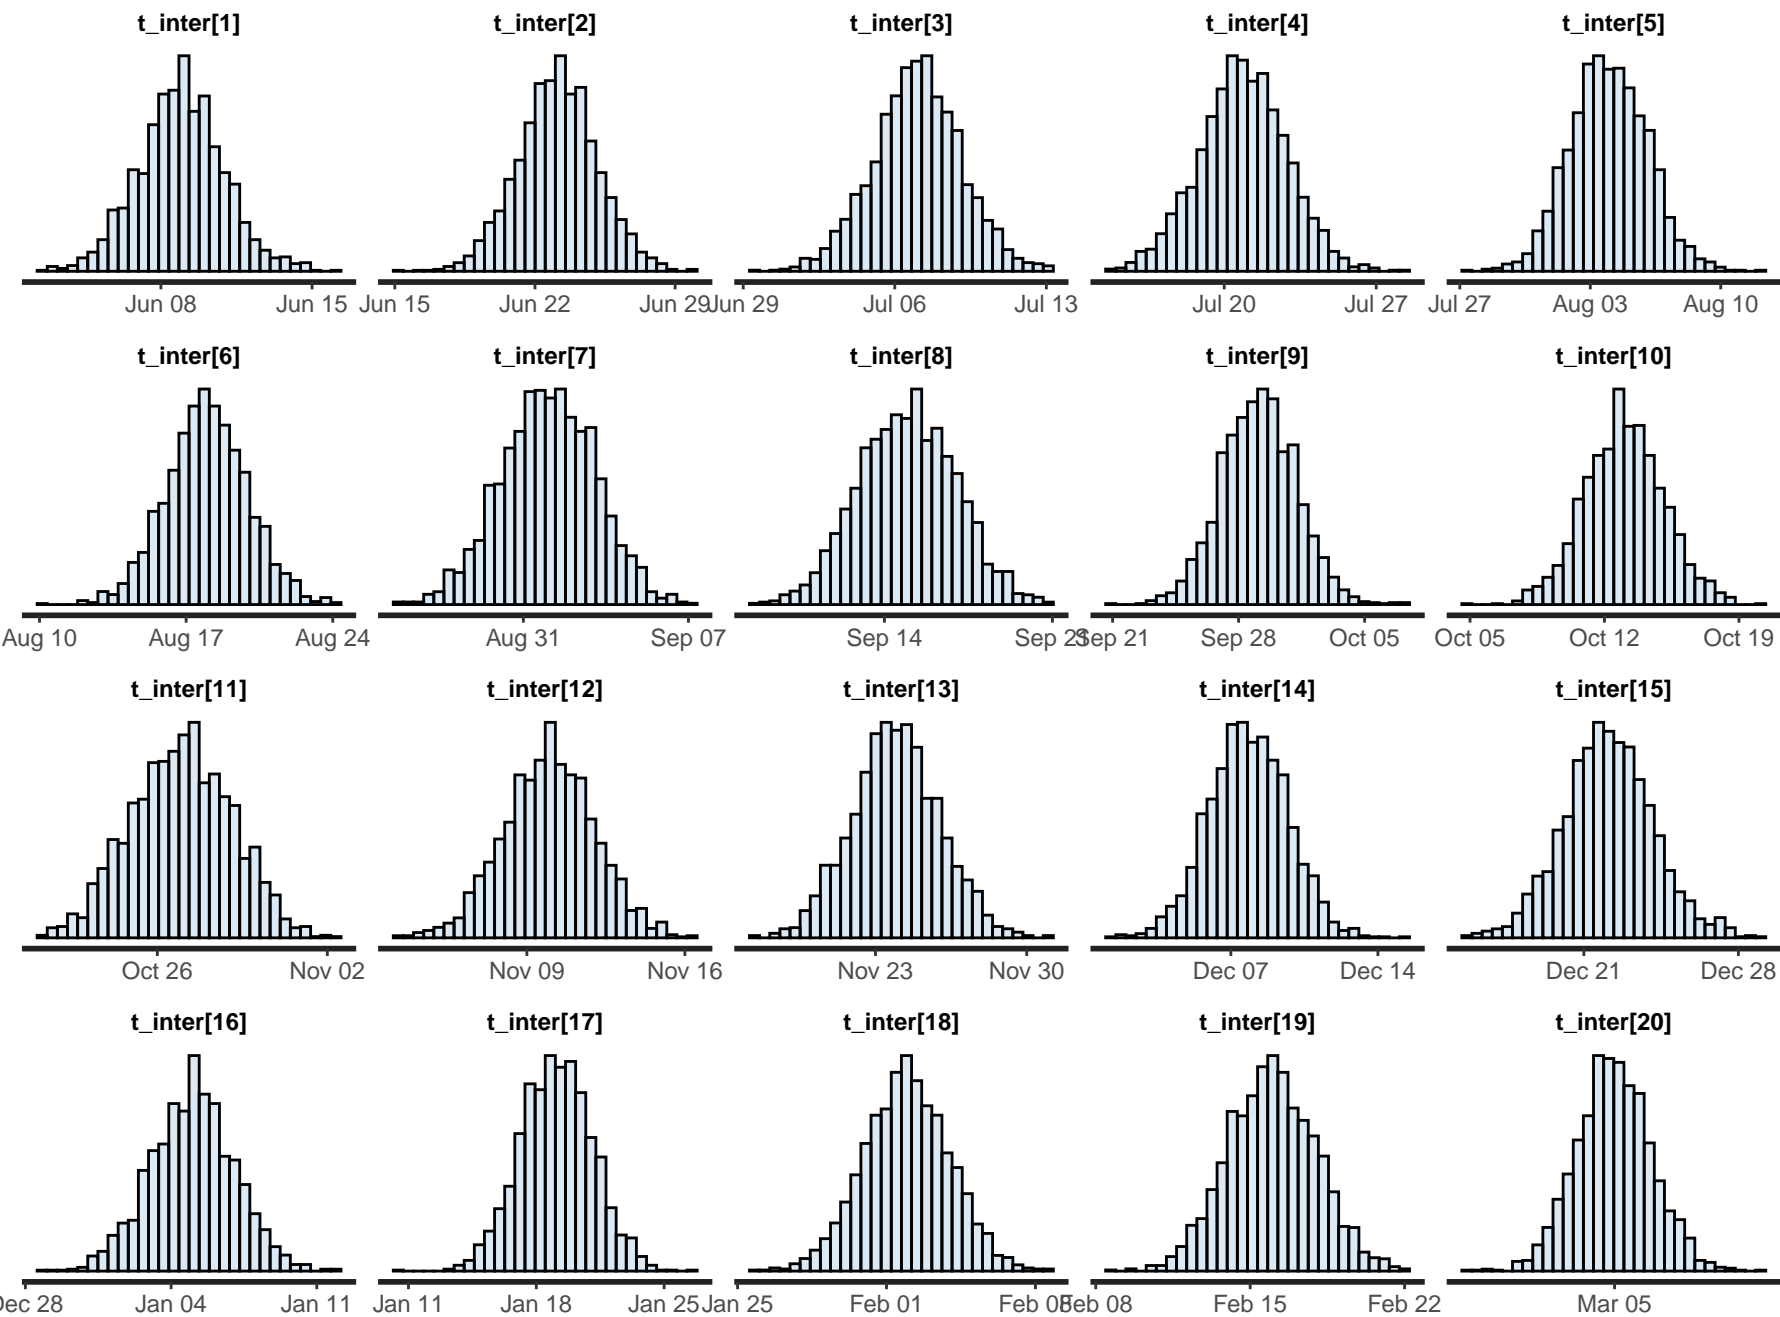 t_inter[1] t_inter[2] t_inter[3] t_inter[4] t_inter[5]
Jun 08 Jun 15 Jun 15 Jun 22 Jun 29 Jun 29 Jul 06 Jul 13 Jul 20 Jul 27 Jul 27 Aug 03 Aug 10
t_inter[6] t_inter[7] t_inter[8] t_inter[9] t_inter[10]
Aug 10 Aug 17 Aug 24 Aug 31 Sep 07 Sep 14 Sep 21 Sep 21 Sep 28 Oct 05 Oct 05 Oct 12 Oct 19
t_inter[11] t_inter[12] t_inter[13] t_inter[14] t_inter[15]
Oct 26 Nov 02 Nov 09 Nov 16 Nov 23 Nov 30 Dec 07 Dec 14 Dec 21 Dec 28
t_inter[16] t_inter[17] t_inter[18] t_inter[19] t_inter[20]
Dec 28 Jan 04 Jan 11 Jan 11 Jan 18 Jan 25 Jan 25 Feb 01 Feb 08 Feb 08 Feb 15 Feb 22 Mar 05